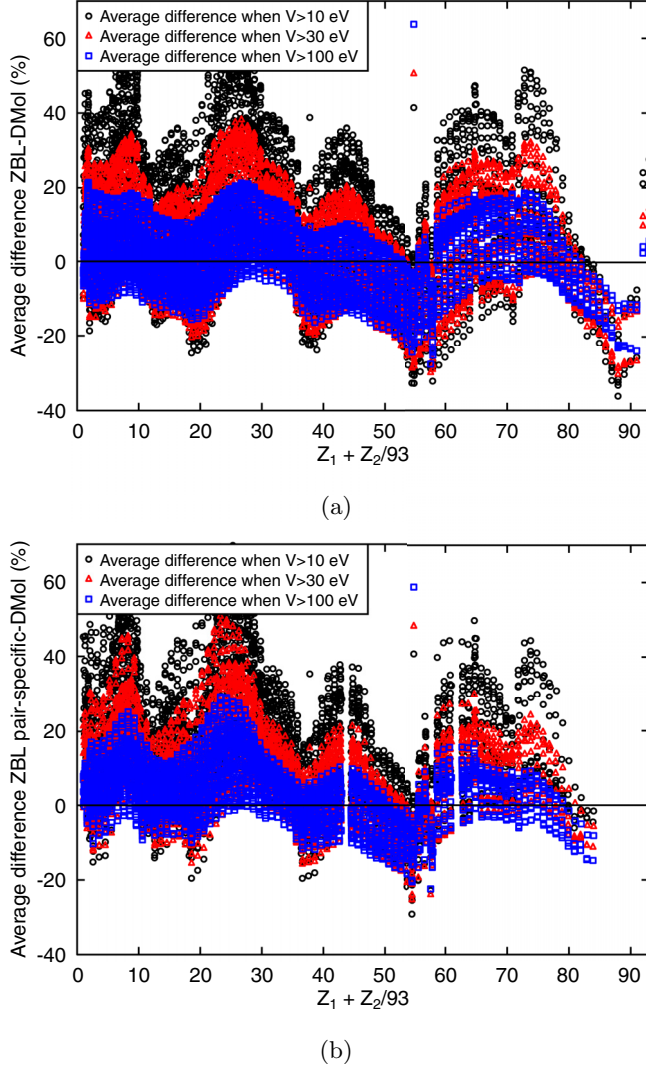 Average difference when V>10 eV
Average difference when V>30 eV
Average difference when V>100 eV
Average difference ZBL-DMol (%)
60
40
20
0
-20
-40
0 10 20 30 40 50 60 70 80 90
Z₁ + Z₂/93
(a)
Average difference when V>10 eV
Average difference when V>30 eV
Average difference when V>100 eV
Average difference ZBL pair-specific-DMol (%)
60
40
20
0
-20
-40
0 10 20 30 40 50 60 70 80 90
Z₁ + Z₂/93
(b)